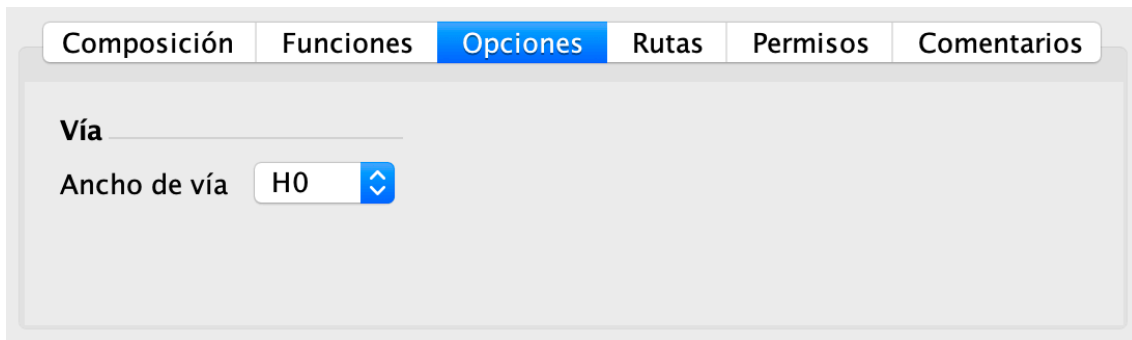 Composición Funciones Opciones Rutas Permisos Comentarios
Vía
Ancho de vía H0